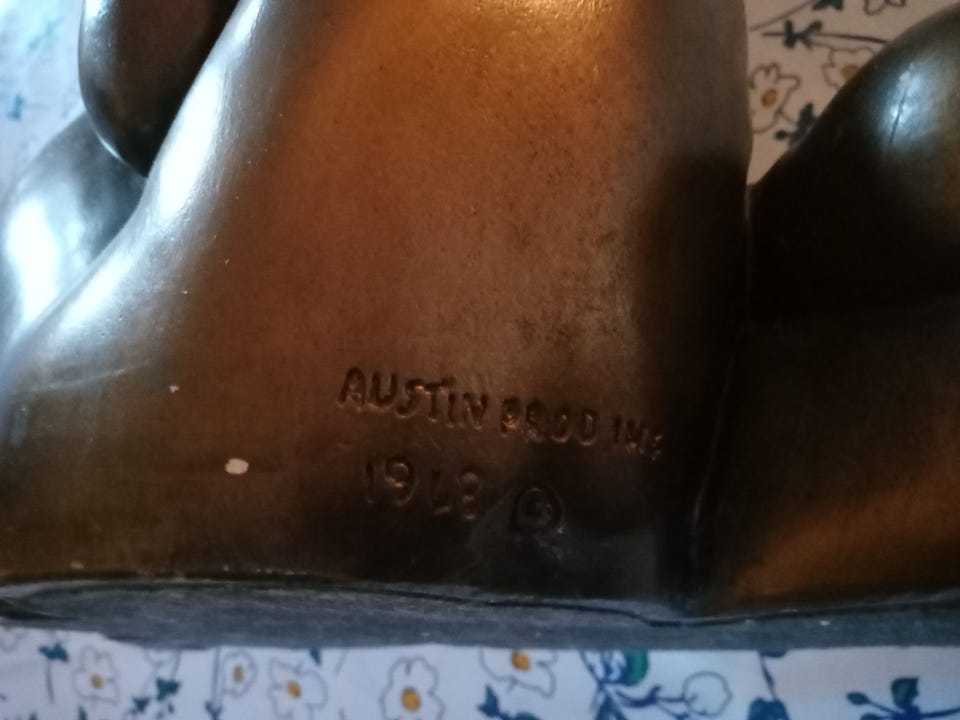 AUSTIN PROD INC
1968 ©